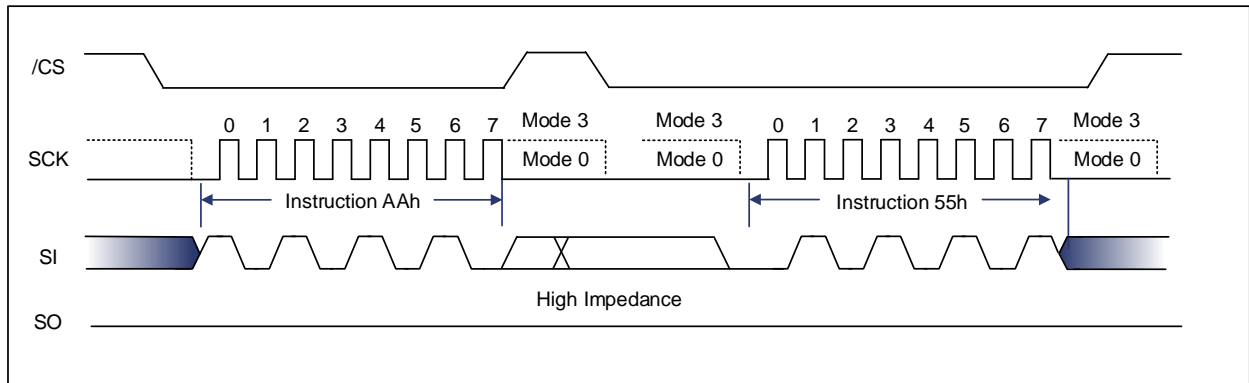 /CS
0 1 2 3 4 5 6 7 Mode 3 Mode 3 0 1 2 3 4 5 6 7 Mode 3
SCK Mode 0 Mode 0 Mode 0
Instruction AAh Instruction 55h
SI
High Impedance
SO